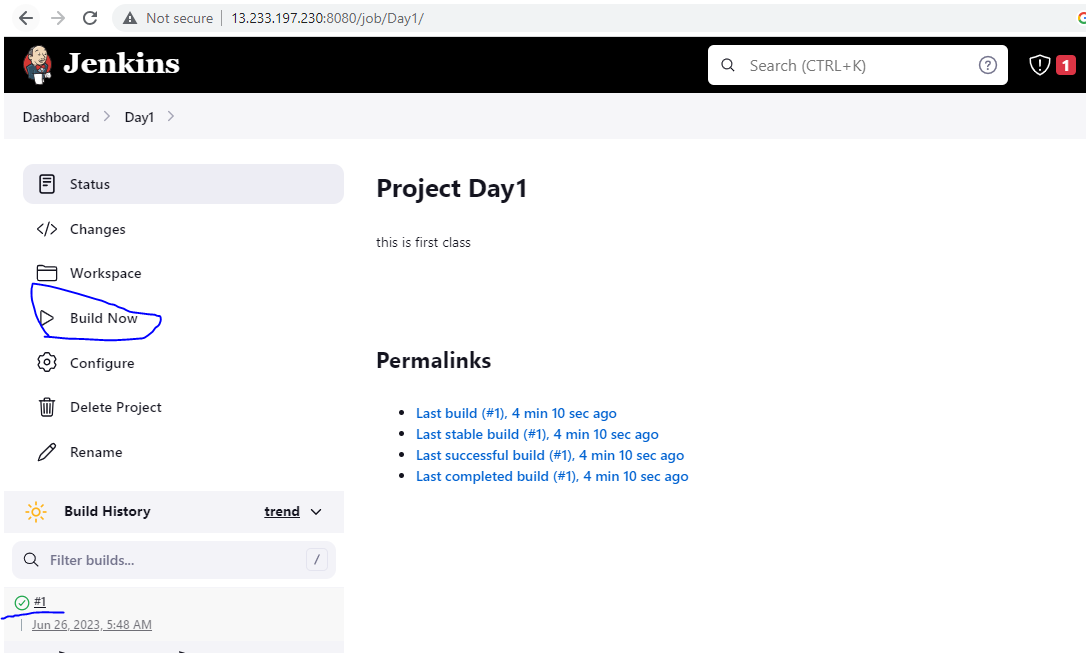 Not secure | 13.233.197.230:8080/job/Day1/
Jenkins
Search (CTRL+K)
?
1
Dashboard > Day1 >
Status
Changes
Workspace
Build Now
Configure
Delete Project
Rename
Build History
trend
Filter builds...
/
#1
Jun 26, 2023, 5:48 AM
Project Day1
this is first class
Permalinks
Last build (#1), 4 min 10 sec ago
Last stable build (#1), 4 min 10 sec ago
Last successful build (#1), 4 min 10 sec ago
Last completed build (#1), 4 min 10 sec ago